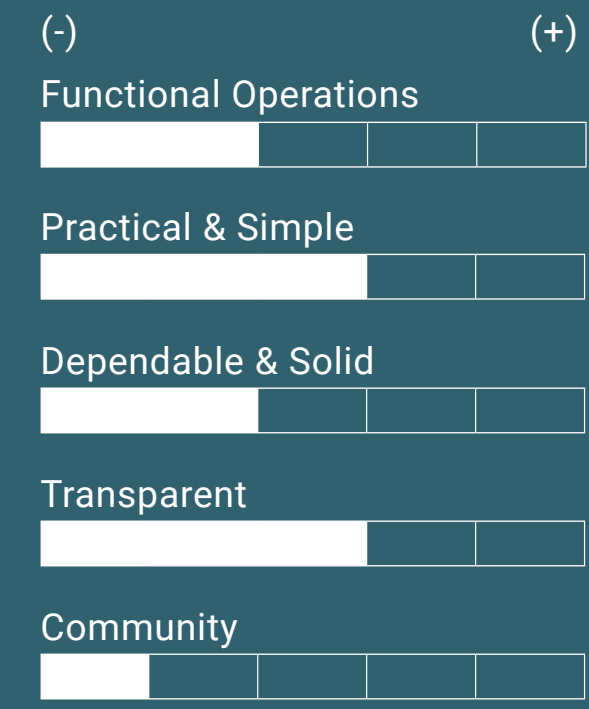 (-) (+)
Functional Operations
Practical & Simple
Dependable & Solid
Transparent
Community